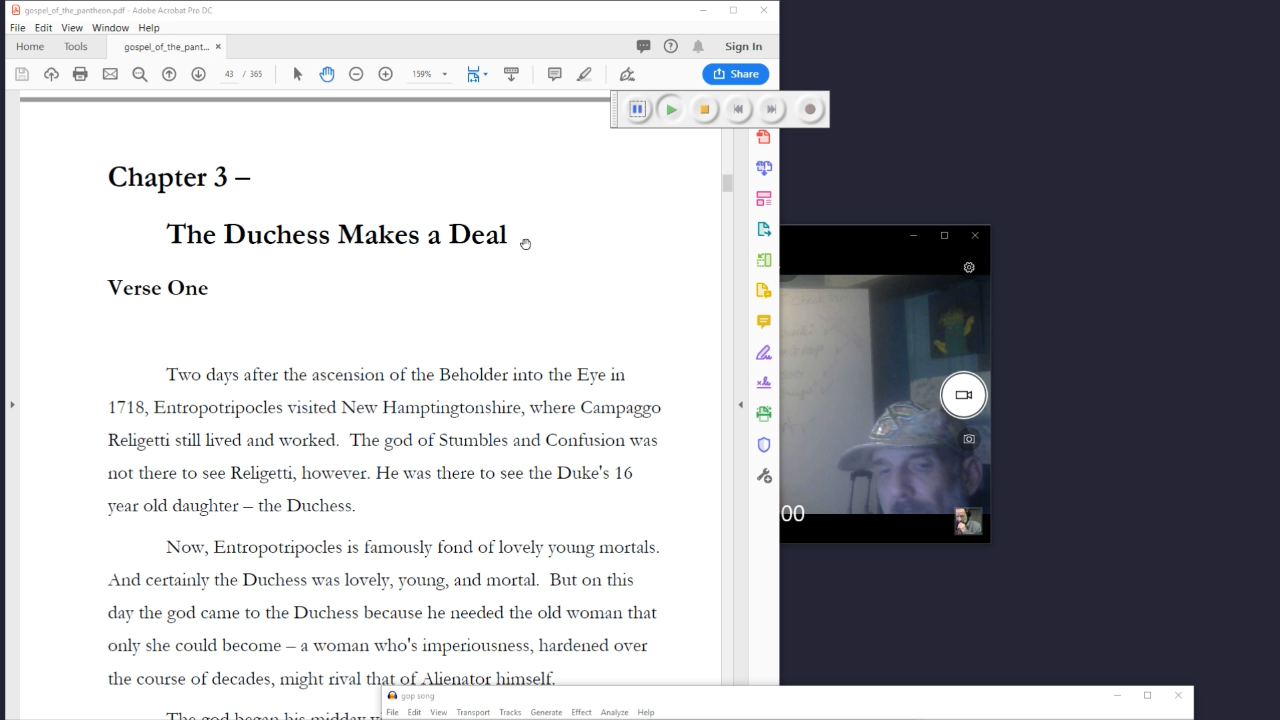 gospel_of_the_pantheon.pdf - Adobe Acrobat Pro DC
File Edit View Window Help
Home Tools gospel_of_the_pant... × Sign In
43 / 365 159% Share
Chapter 3 –
The Duchess Makes a Deal
Verse One
Two days after the ascension of the Beholder into the Eye in
1718, Entropotripocles visited New Hamptingtonshire, where Campaggo
Religetti still lived and worked. The god of Stumbles and Confusion was
not there to see Religetti, however. He was there to see the Duke's 16
year old daughter – the Duchess.
Now, Entropotripocles is famously fond of lovely young mortals.
And certainly the Duchess was lovely, young, and mortal. But on this
day the god came to the Duchess because he needed the old woman that
only she could become – a woman who's imperiousness, hardened over
the course of decades, might rival that of Alienator himself.
The god began his midday
00
gop song
File Edit View Transport Tracks Generate Effect Analyze Help